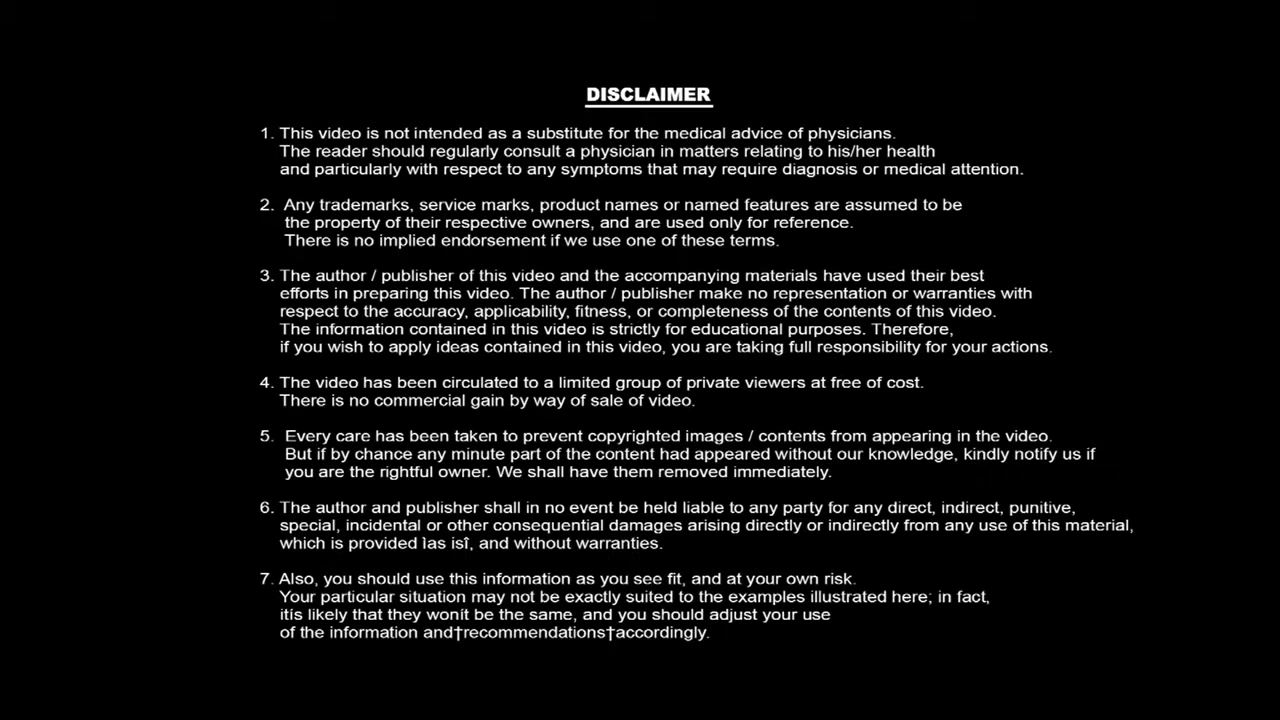 DISCLAIMER
1. This video is not intended as a substitute for the medical advice of physicians.
The reader should regularly consult a physician in matters relating to his/her health
and particularly with respect to any symptoms that may require diagnosis or medical attention.
2. Any trademarks, service marks, product names or named features are assumed to be
the property of their respective owners, and are used only for reference.
There is no implied endorsement if we use one of these terms.
3. The author / publisher of this video and the accompanying materials have used their best
efforts in preparing this video. The author / publisher make no representation or warranties with
respect to the accuracy, applicability, fitness, or completeness of the contents of this video.
The information contained in this video is strictly for educational purposes. Therefore,
if you wish to apply ideas contained in this video, you are taking full responsibility for your actions.
4. The video has been circulated to a limited group of private viewers at free of cost.
There is no commercial gain by way of sale of video.
5. Every care has been taken to prevent copyrighted images / contents from appearing in the video.
But if by chance any minute part of the content had appeared without our knowledge, kindly notify us if
you are the rightful owner. We shall have them removed immediately.
6. The author and publisher shall in no event be held liable to any party for any direct, indirect, punitive,
special, incidental or other consequential damages arising directly or indirectly from any use of this material,
which is provided ìas isî, and without warranties.
7. Also, you should use this information as you see fit, and at your own risk.
Your particular situation may not be exactly suited to the examples illustrated here; in fact,
itís likely that they wonít be the same, and you should adjust your use
of the information and†recommendations†accordingly.